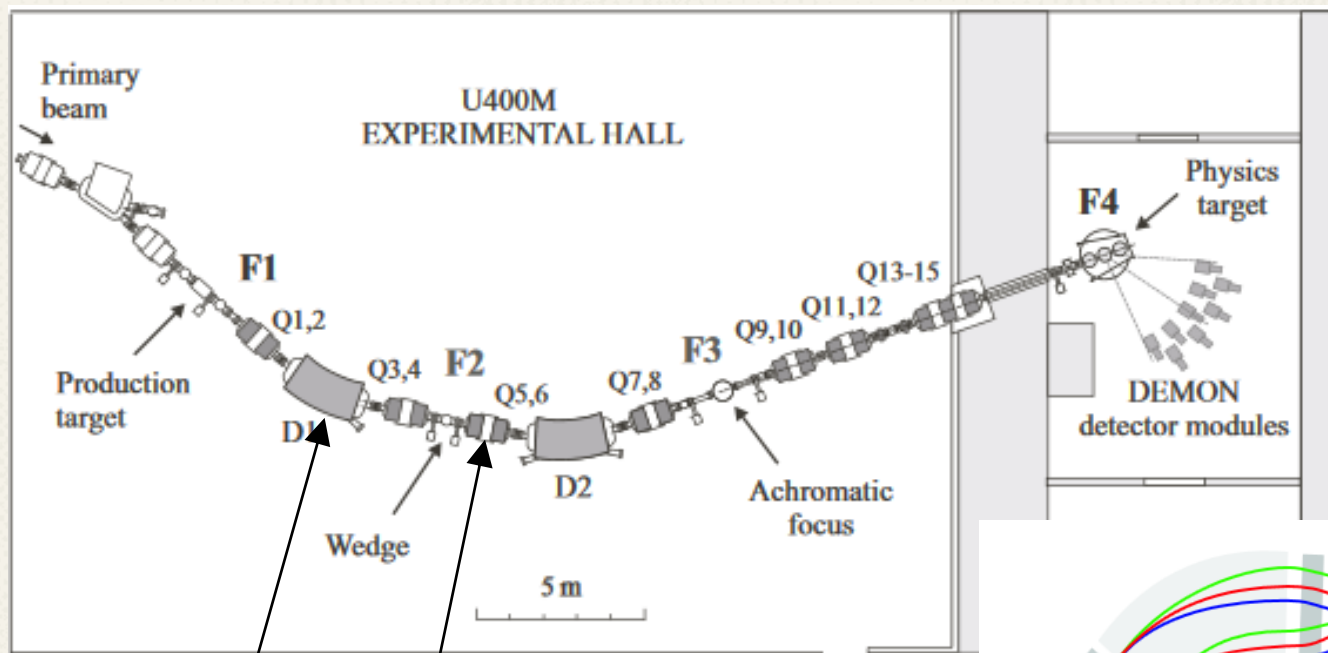 Primary
beam
U400M
EXPERIMENTAL HALL
Physics
target
F4
F1
Q13-15
Q11,12
Q1,2
Q9,10
F3
F2
Q3,4
Q7,8
Q5,6
Production
target
DEMON
detector modules
D1
D2
Achromatic
focus
Wedge
5 m